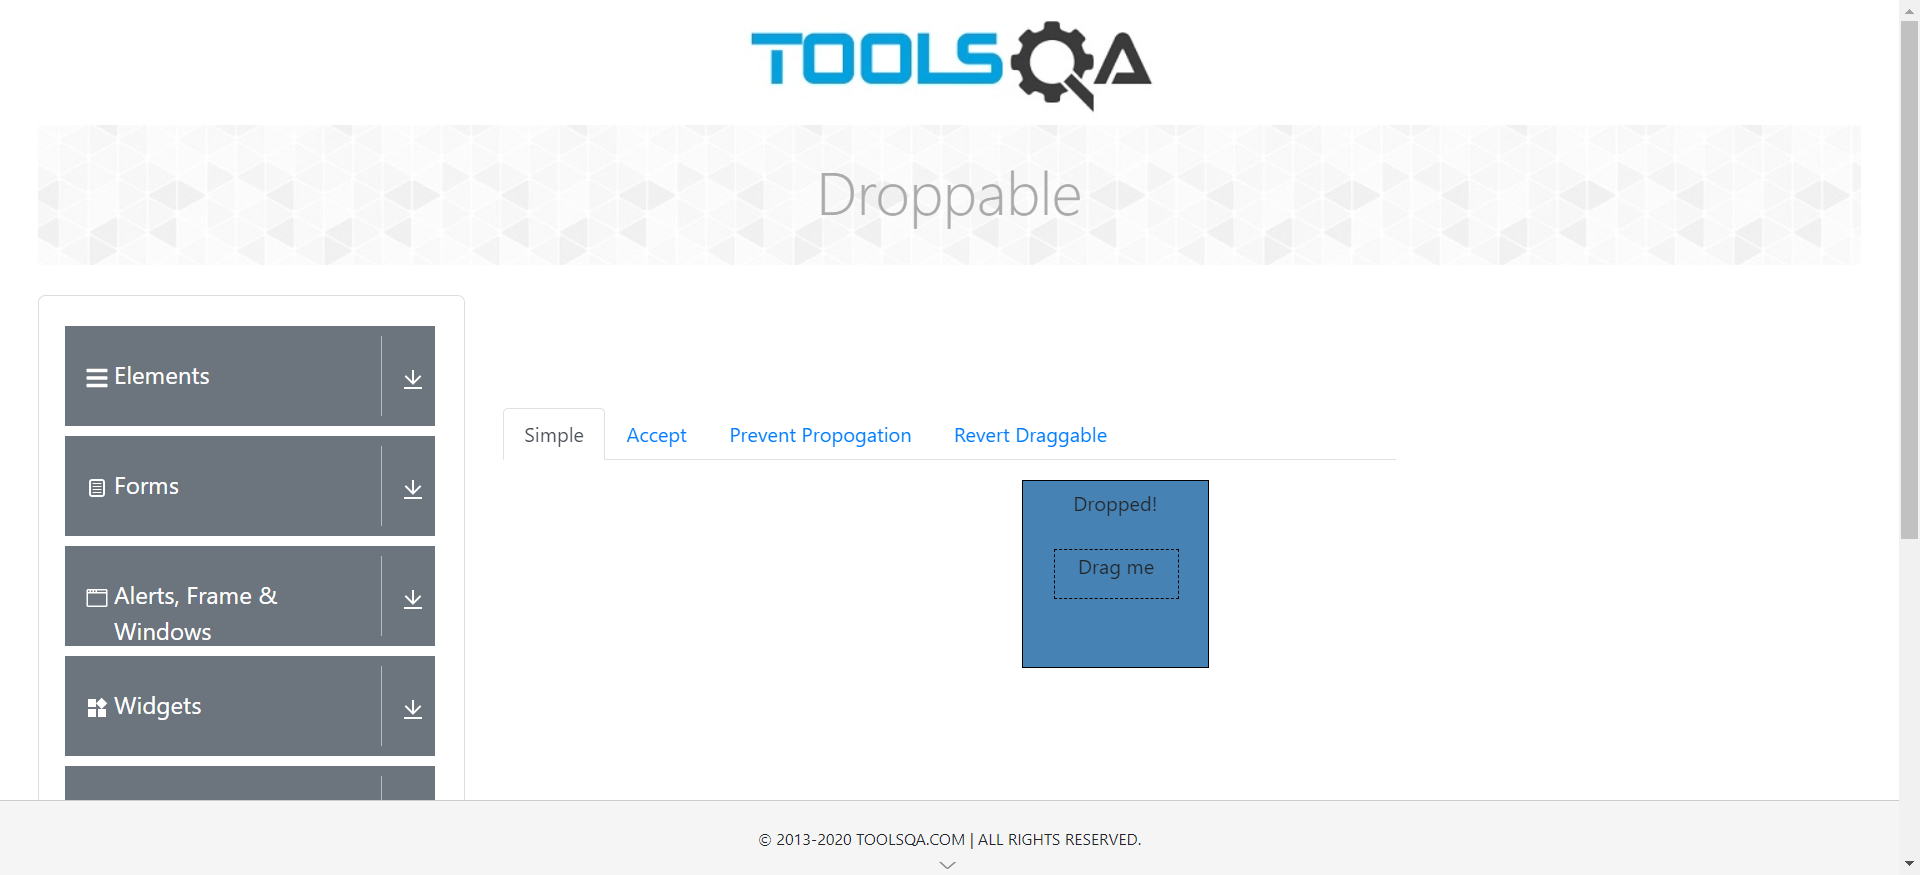 TOOLSQA
Droppable
Elements
Forms
Alerts, Frame &
Windows
Widgets
Simple
Accept
Prevent Propogation
Revert Draggable
Dropped!
Drag me
© 2013-2020 TOOLSQA.COM | ALL RIGHTS RESERVED.